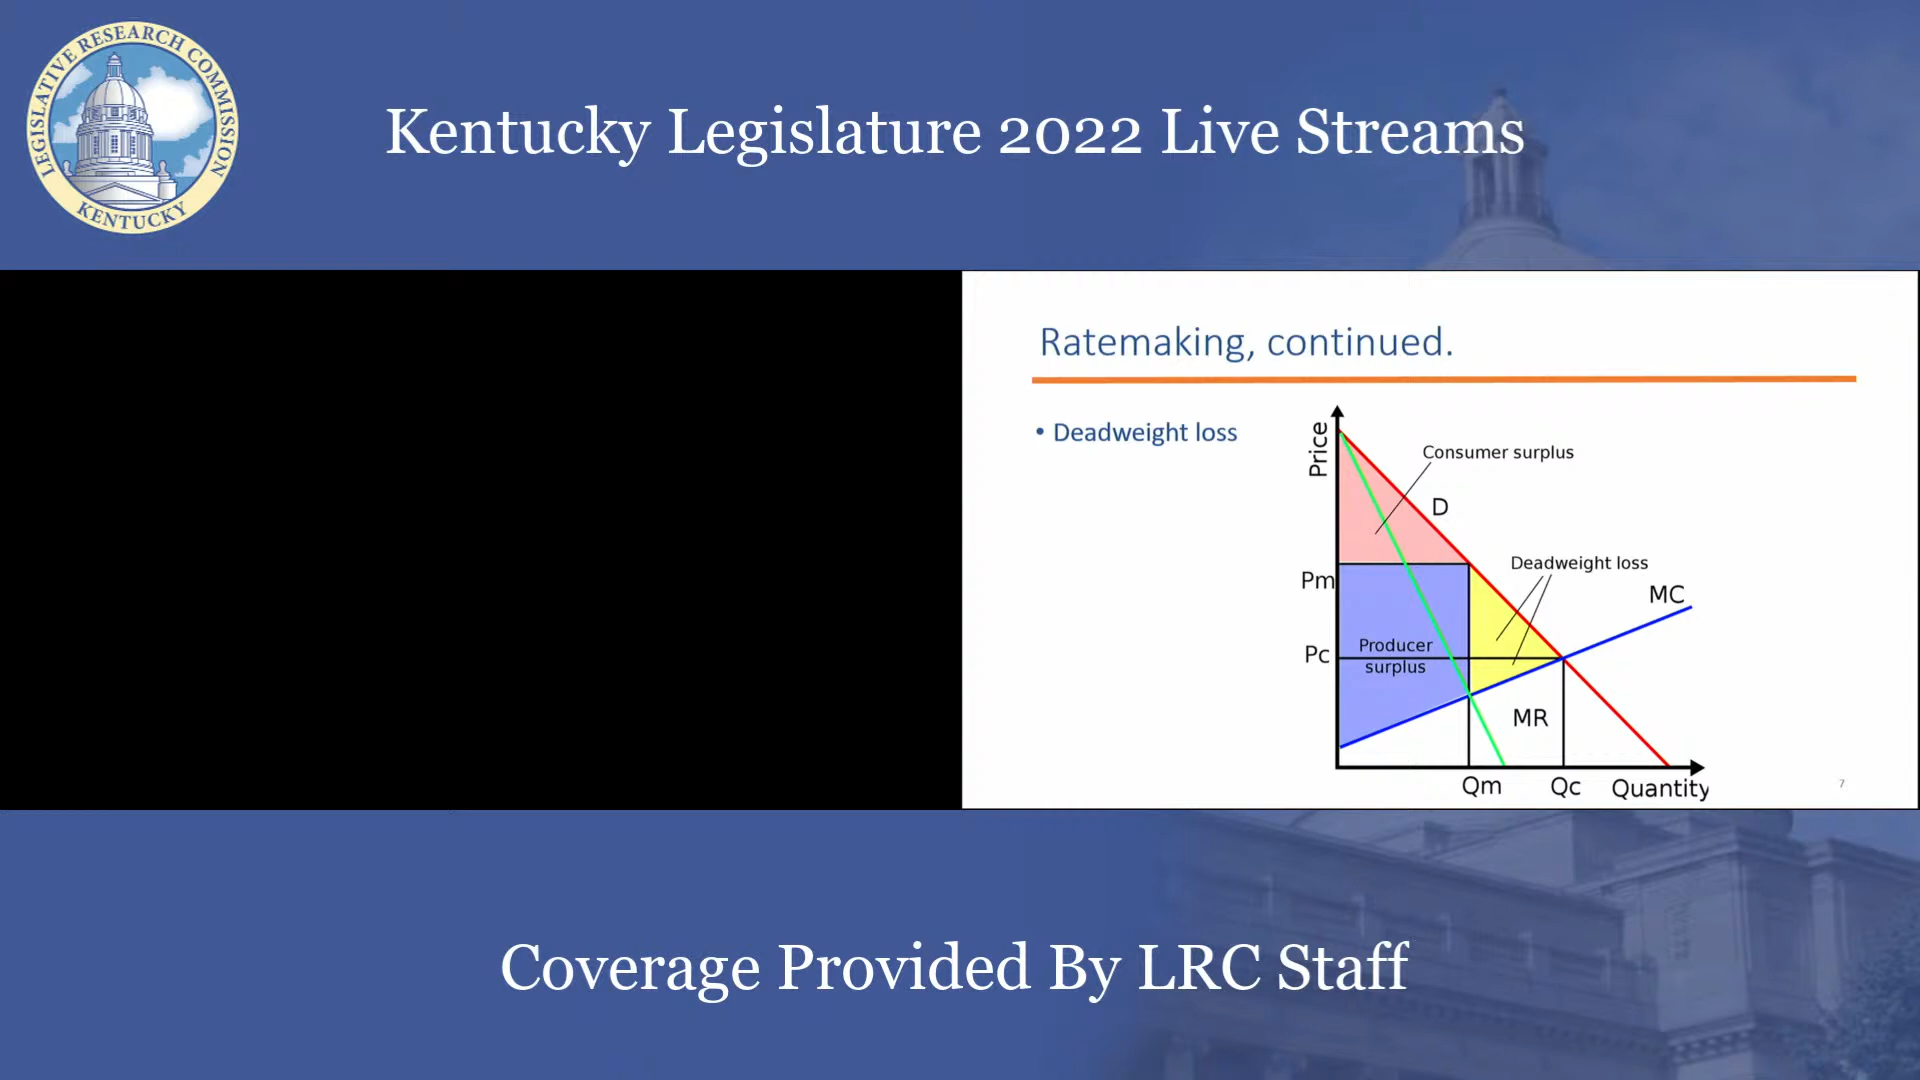 LEGISLATIVE RESEARCH COMMISSION
KENTUCKY
Kentucky Legislature 2022 Live Streams
Ratemaking, continued.
• Deadweight loss
Price
Consumer surplus
D
Deadweight loss
Pm
MC
Pc
Producer
surplus
MR
Qm
Qc
Quantity
7
Coverage Provided By LRC Staff